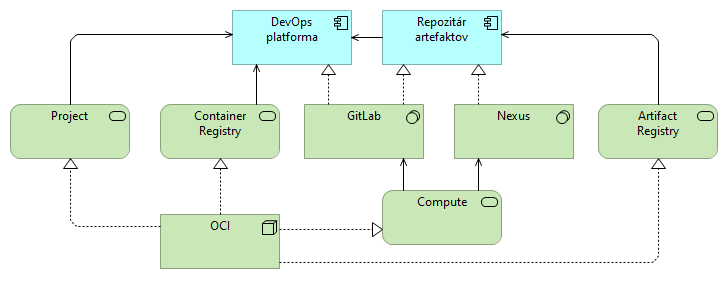 DevOps
platforma
Repozitár
artefaktov
Project
Container
Registry
GitLab
Nexus
Artifact
Registry
Compute
OCI